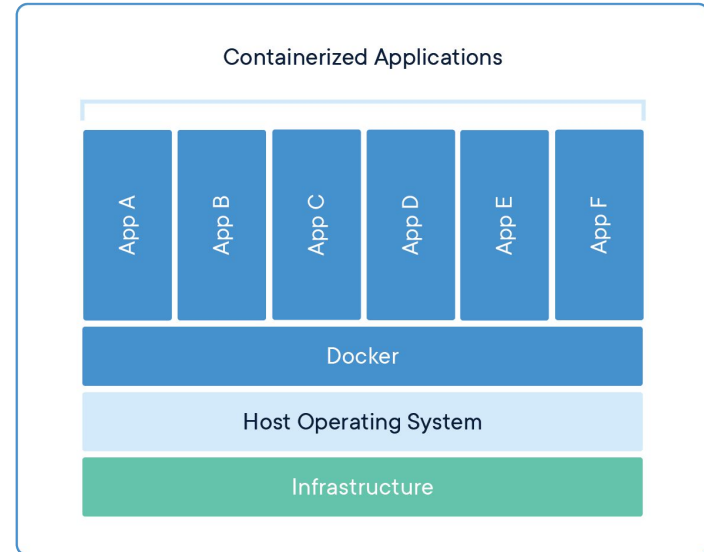 Containerized Applications
App A
App B
App C
App D
App E
App F
Docker
Host Operating System
Infrastructure